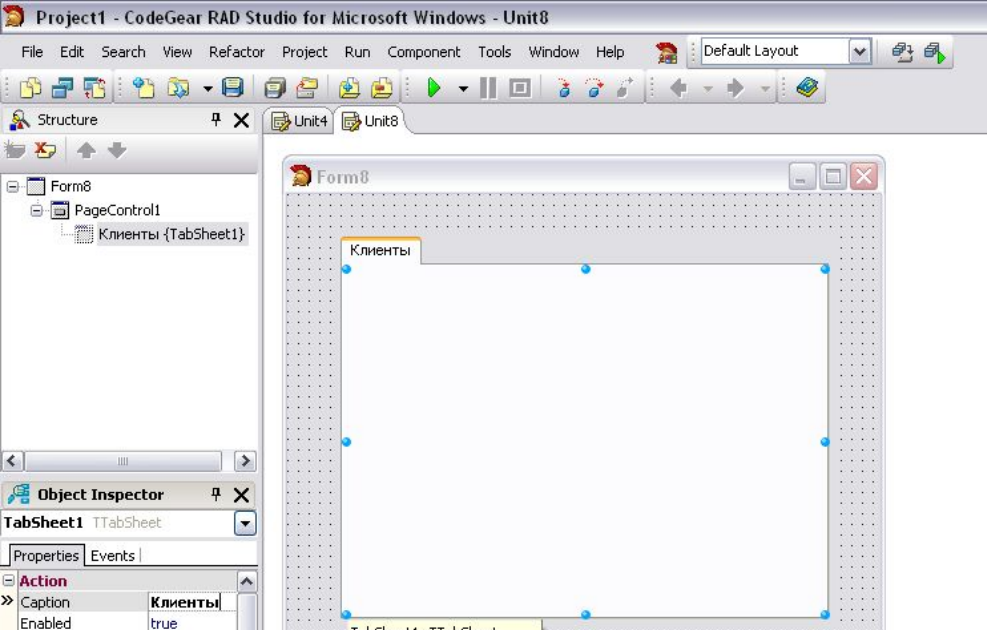 Project1 - CodeGear RAD Studio for Microsoft Windows - Unit8
File Edit Search View Refactor Project Run Component Tools Window Help Default Layout
Structure
Unit4 Unit8
Form8
PageControl1
Клиенты {TabSheet1}
Form8
Клиенты
Object Inspector
TabSheet1 TTabSheet
Properties Events
Action
Caption Клиенты
Enabled true
TabSheet1: TTabSheet